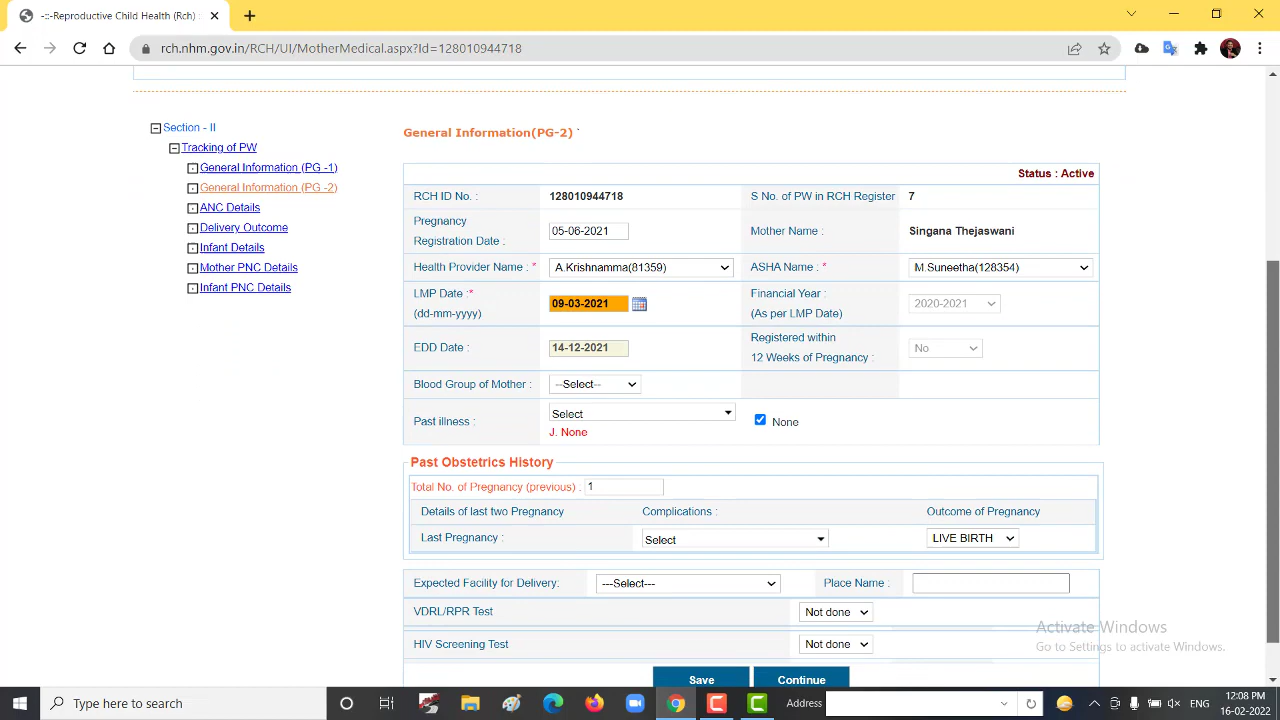 -::-Reproductive Child Health (Rch)
rch.nhm.gov.in/RCH/UI/MotherMedical.aspx?Id=128010944718
Section - II
Tracking of PW
General Information (PG -1)
General Information (PG -2)
ANC Details
Delivery Outcome
Infant Details
Mother PNC Details
Infant PNC Details
General Information(PG-2)
Status : Active
RCH ID No. : 128010944718 S No. of PW in RCH Register 7
Pregnancy Registration Date : 05-06-2021 Mother Name : Singana Thejaswani
Health Provider Name : * A.Krishnamma(81359) ASHA Name : * M.Suneetha(128354)
LMP Date :* (dd-mm-yyyy) 09-03-2021 Financial Year : (As per LMP Date) 2020-2021
EDD Date : 14-12-2021 Registered within 12 Weeks of Pregnancy : No
Blood Group of Mother : --Select--
Past illness : Select None
J. None
Past Obstetrics History
Total No. of Pregnancy (previous) : 1
Details of last two Pregnancy Complications : Outcome of Pregnancy
Last Pregnancy : Select LIVE BIRTH
Expected Facility for Delivery: ---Select--- Place Name :
VDRL/RPR Test Not done
Activate Windows
HIV Screening Test Not done
Go to Settings to activate Windows.
Save Continue
Type here to search Address ENG 12:08 PM
16-02-2022